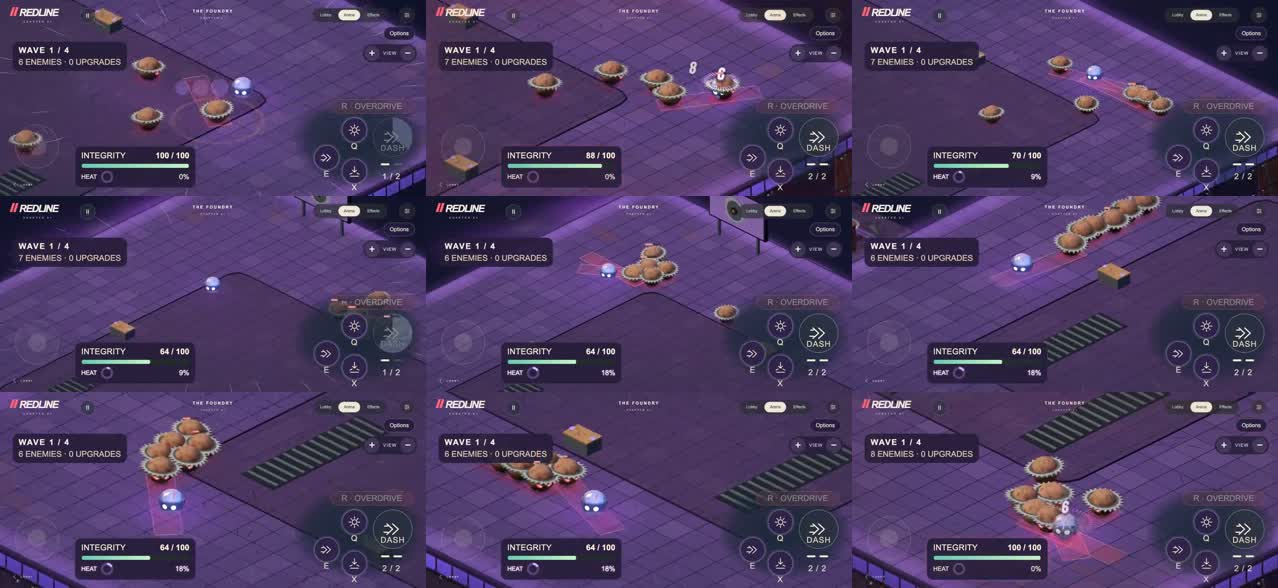 REDLINE
THE FOUNDRY
Lobby Arena Effects
Options
WAVE 1 / 4
6 ENEMIES · 0 UPGRADES
+ VIEW −
R · OVERDRIVE
Q
DASH
E
X
1 / 2
INTEGRITY 100 / 100
HEAT 0%
REDLINE
THE FOUNDRY
Lobby Arena Effects
Options
WAVE 1 / 4
7 ENEMIES · 0 UPGRADES
+ VIEW −
8
6
R · OVERDRIVE
Q
DASH
E
X
2 / 2
INTEGRITY 88 / 100
HEAT 0%
REDLINE
THE FOUNDRY
Lobby Arena Effects
Options
WAVE 1 / 4
7 ENEMIES · 0 UPGRADES
+ VIEW −
R · OVERDRIVE
Q
DASH
E
X
2 / 2
INTEGRITY 70 / 100
HEAT 9%
REDLINE
THE FOUNDRY
Lobby Arena Effects
Options
WAVE 1 / 4
7 ENEMIES · 0 UPGRADES
+ VIEW −
R · OVERDRIVE
Q
DASH
E
X
1 / 2
INTEGRITY 64 / 100
HEAT 9%
REDLINE
THE FOUNDRY
Lobby Arena Effects
Options
WAVE 1 / 4
6 ENEMIES · 0 UPGRADES
+ VIEW −
R · OVERDRIVE
Q
DASH
E
X
2 / 2
INTEGRITY 64 / 100
HEAT 18%
REDLINE
THE FOUNDRY
Lobby Arena Effects
Options
WAVE 1 / 4
6 ENEMIES · 0 UPGRADES
+ VIEW −
R · OVERDRIVE
Q
DASH
E
X
2 / 2
INTEGRITY 64 / 100
HEAT 18%
REDLINE
THE FOUNDRY
Lobby Arena Effects
Options
WAVE 1 / 4
6 ENEMIES · 0 UPGRADES
+ VIEW −
R · OVERDRIVE
Q
DASH
E
X
2 / 2
INTEGRITY 64 / 100
HEAT 18%
REDLINE
THE FOUNDRY
Lobby Arena Effects
Options
WAVE 1 / 4
6 ENEMIES · 0 UPGRADES
+ VIEW −
R · OVERDRIVE
Q
DASH
E
X
2 / 2
INTEGRITY 64 / 100
HEAT 18%
REDLINE
THE FOUNDRY
Lobby Arena Effects
Options
WAVE 1 / 4
8 ENEMIES · 0 UPGRADES
+ VIEW −
R · OVERDRIVE
6
Q
DASH
E
X
2 / 2
INTEGRITY 100 / 100
HEAT 0%